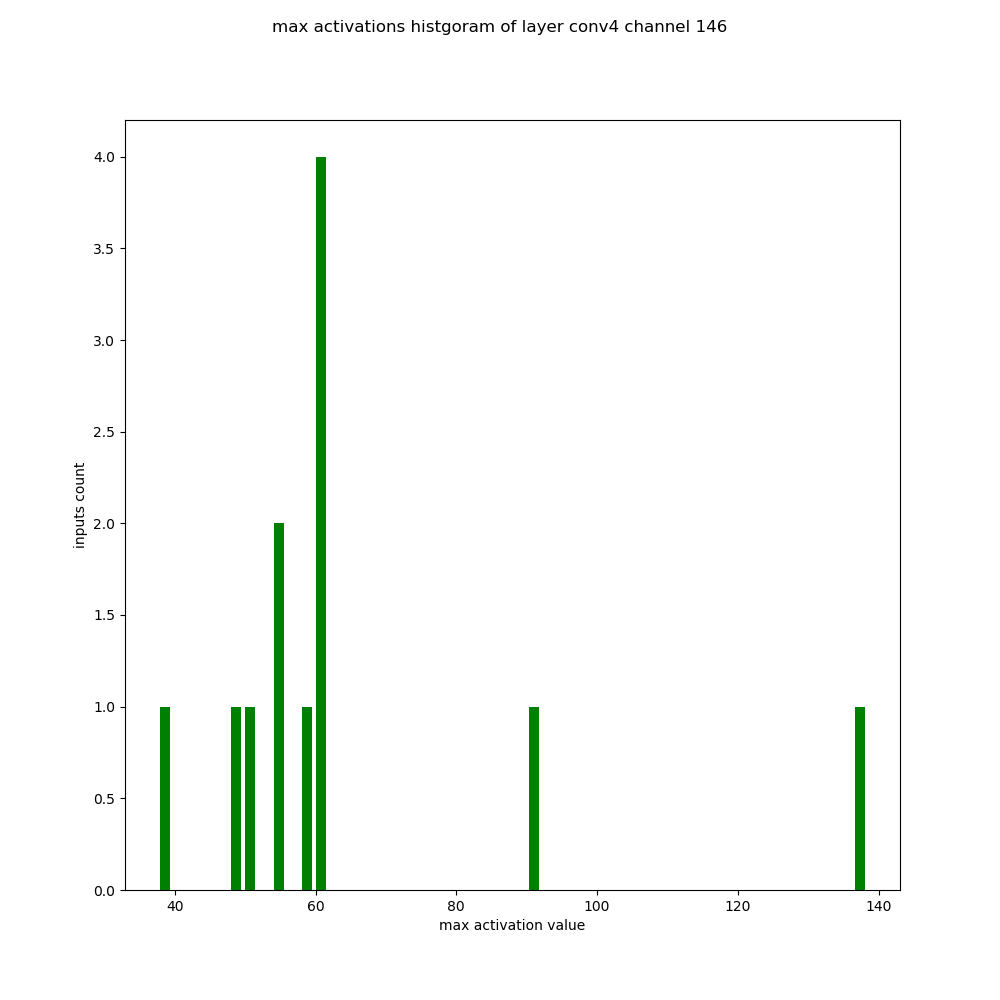 max activations histgoram of layer conv4 channel 146
4.0
3.5
3.0
2.5
2.0
1.5
1.0
0.5
0.0
inputs count
40 60 80 100 120 140
max activation value